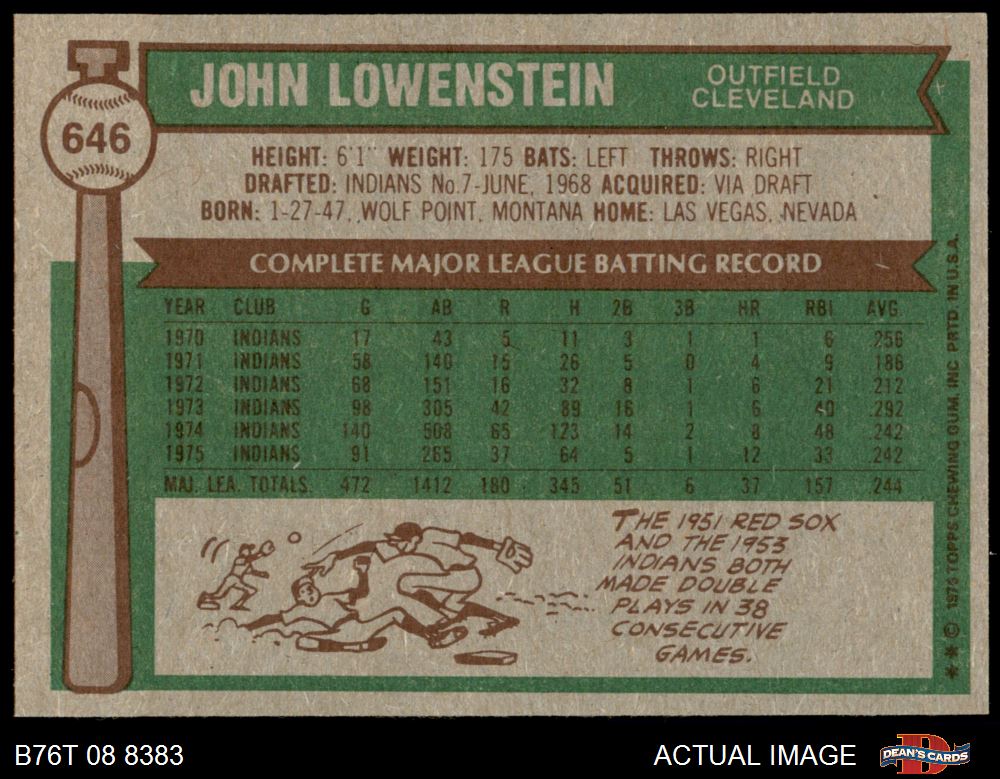 646
JOHN LOWENSTEIN
OUTFIELD
CLEVELAND
HEIGHT: 6'1" WEIGHT: 175 BATS: LEFT THROWS: RIGHT
DRAFTED: INDIANS No.7-JUNE, 1968 ACQUIRED: VIA DRAFT
BORN: 1-27-47, WOLF POINT, MONTANA HOME: LAS VEGAS, NEVADA
COMPLETE MAJOR LEAGUE BATTING RECORD
YEAR CLUB G AB R H 2B 3B HR RBI AVG.
1970 INDIANS 17 43 5 11 3 1 1 6 .256
1971 INDIANS 58 140 15 26 5 0 4 9 .186
1972 INDIANS 68 151 16 32 8 1 6 21 .212
1973 INDIANS 98 305 42 89 16 1 6 40 .292
1974 INDIANS 140 508 65 123 14 2 8 48 .242
1975 INDIANS 91 265 37 64 5 1 12 33 .242
MAJ. LEA. TOTALS 472 1412 180 345 51 6 37 157 .244
THE 1951 RED SOX
AND THE 1953
INDIANS BOTH
MADE DOUBLE
PLAYS IN 38
CONSECUTIVE
GAMES.
** © 1976 TOPPS CHEWING GUM, INC. PRTD. IN U.S.A.
B76T 08 8383
ACTUAL IMAGE
DEAN'S CARDS